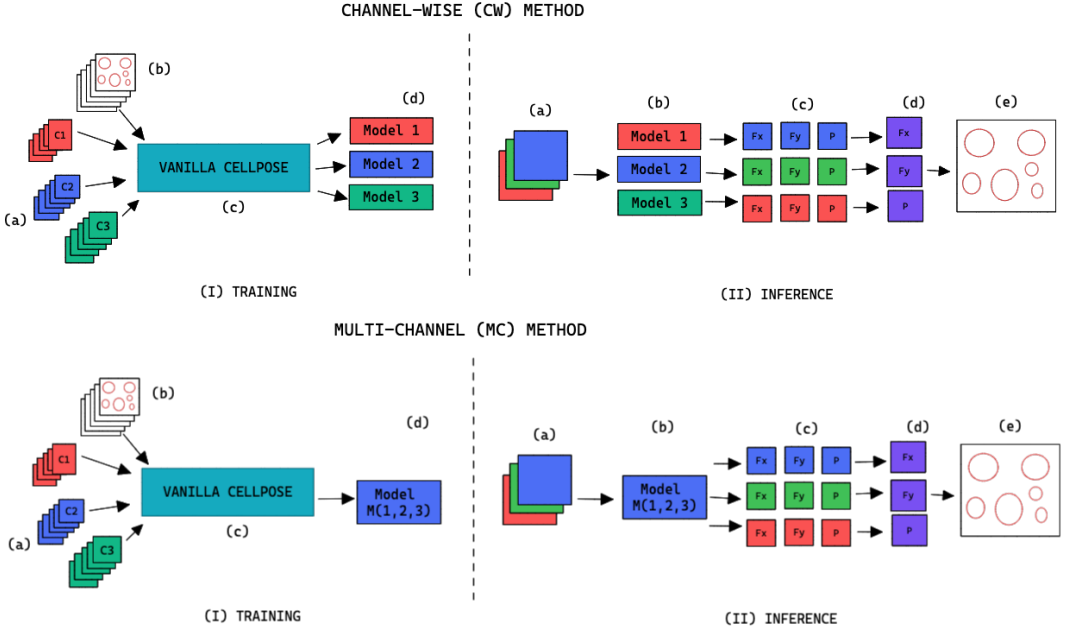 CHANNEL-WISE (CW) METHOD
(b)
C1
C2
(a)
C3
VANILLA CELLPOSE
(c)
(d)
Model 1
Model 2
Model 3
(I) TRAINING
(a)
(b)
Model 1
Model 2
Model 3
(c)
Fx Fy P
Fx Fy P
Fx Fy P
(d)
Fx
Fy
P
(e)
(II) INFERENCE
MULTI-CHANNEL (MC) METHOD
(b)
C1
C2
(a)
C3
VANILLA CELLPOSE
(c)
(d)
Model
M(1,2,3)
(I) TRAINING
(a)
(b)
Model
M(1,2,3)
(c)
Fx Fy P
Fx Fy P
Fx Fy P
(d)
Fx
Fy
P
(e)
(II) INFERENCE